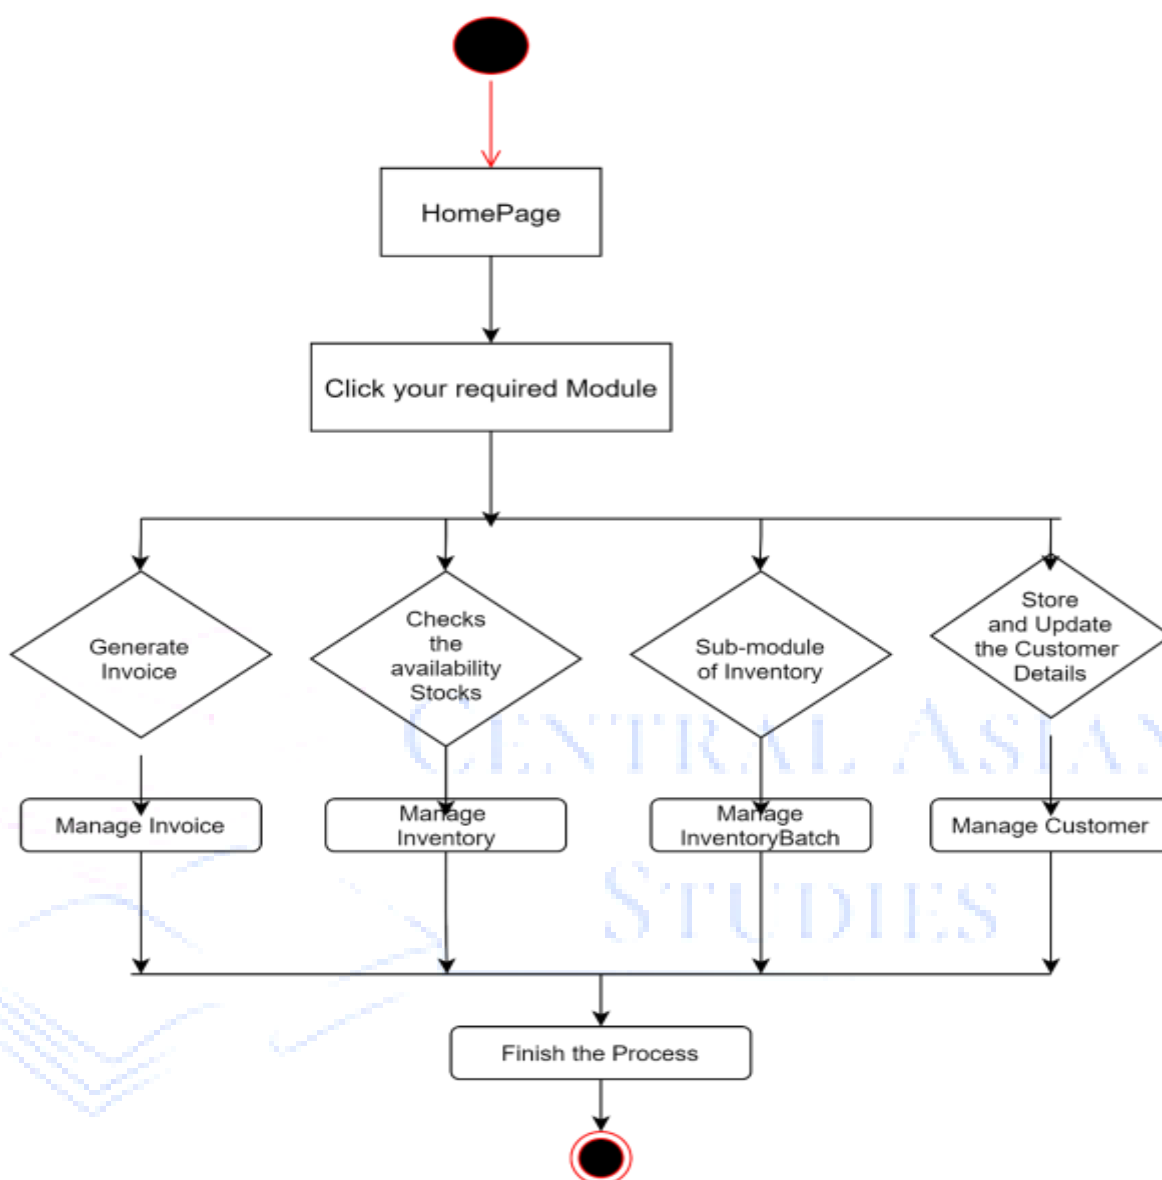 HomePage
Click your required Module
Generate
Invoice
Checks
the
availability
Stocks
Sub-module
of Inventory
Store
and Update
the Customer
Details
CENTRAL ASIAN
Manage Invoice
Manage
Inventory
Manage
InventoryBatch
Manage Customer
STUDIES
Finish the Process